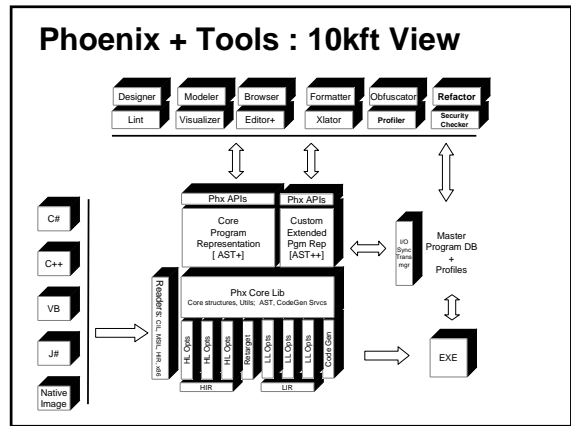 Phoenix + Tools : 10kft View
Designer
Modeler
Browser
Formatter
Obfuscator
Refactor
Lint
Visualizer
Editor+
Xlator
Profiler
Security
Checker
Phx APIs
Phx APIs
C#
C++
VB
J#
Native
Image
Core
Program
Representation
[ AST+]
Custom
Extended
Pgm Rep
[AST++]
I/O
Sync
Trans
mgr
Master
Program DB
+
Profiles
Readers: CIL, MSIL, HIR, x86
Phx Core Lib
Core structures, Utils; AST, CodeGen Srvcs
HL Opts
HL Opts
HL Opts
Retarget
LL Opts
LL Opts
LL Opts
Code Gen
HIR
LIR
EXE